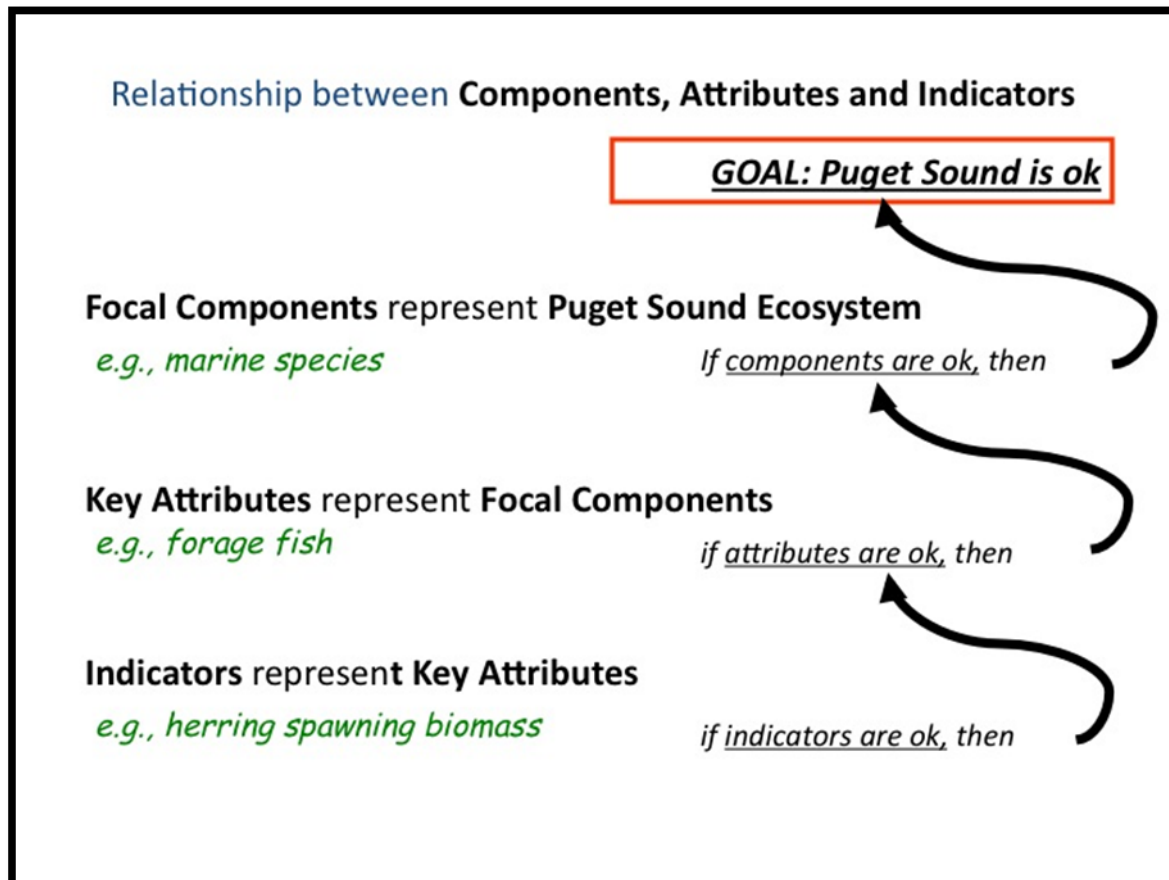 Relationship between Components, Attributes and Indicators
GOAL: Puget Sound is ok
Focal Components represent Puget Sound Ecosystem
e.g., marine species
If components are ok, then
Key Attributes represent Focal Components
e.g., forage fish
if attributes are ok, then
Indicators represent Key Attributes
e.g., herring spawning biomass
if indicators are ok, then